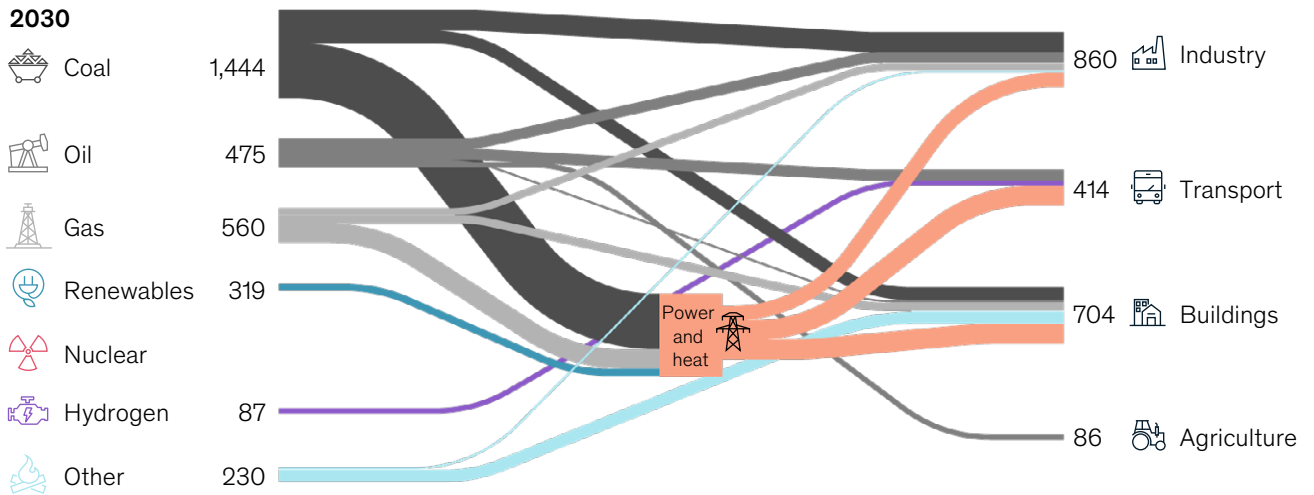 2030
Coal 1,444
Oil 475
Gas 560
Renewables 319
Nuclear
Hydrogen 87
Other 230
Power
and
heat
860 Industry
414 Transport
704 Buildings
86 Agriculture